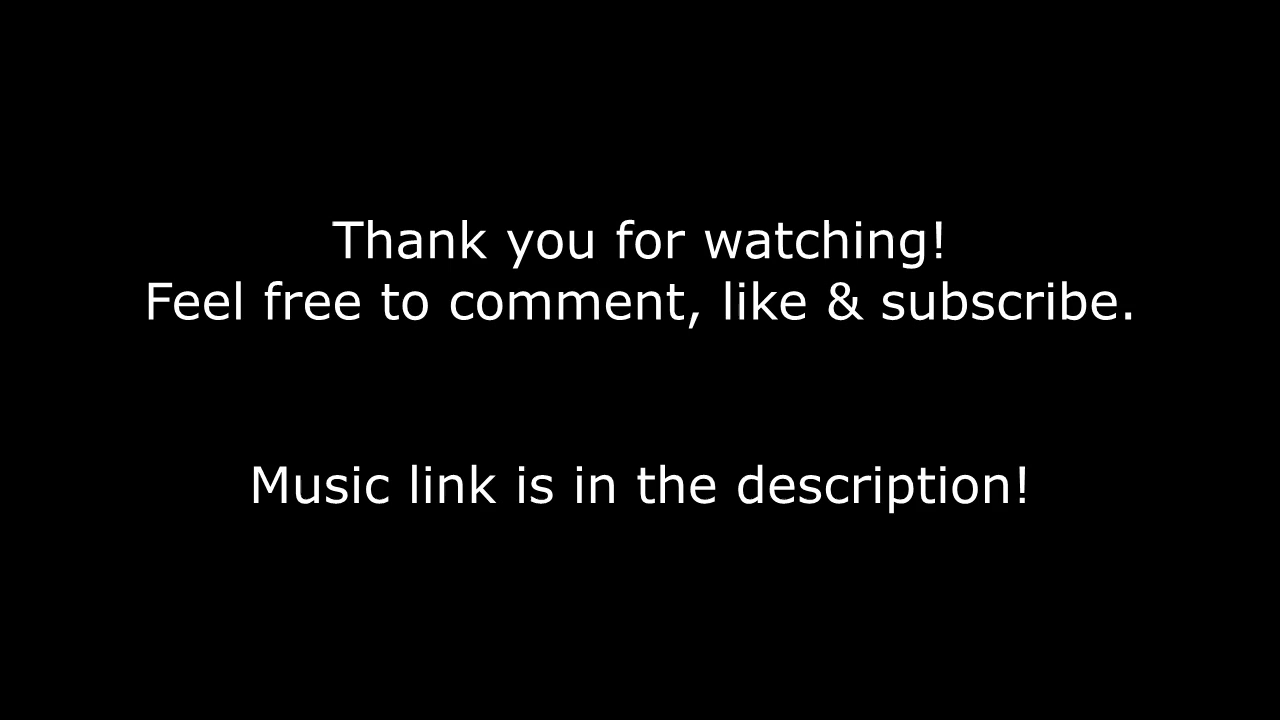 Thank you for watching!
Feel free to comment, like & subscribe.
Music link is in the description!